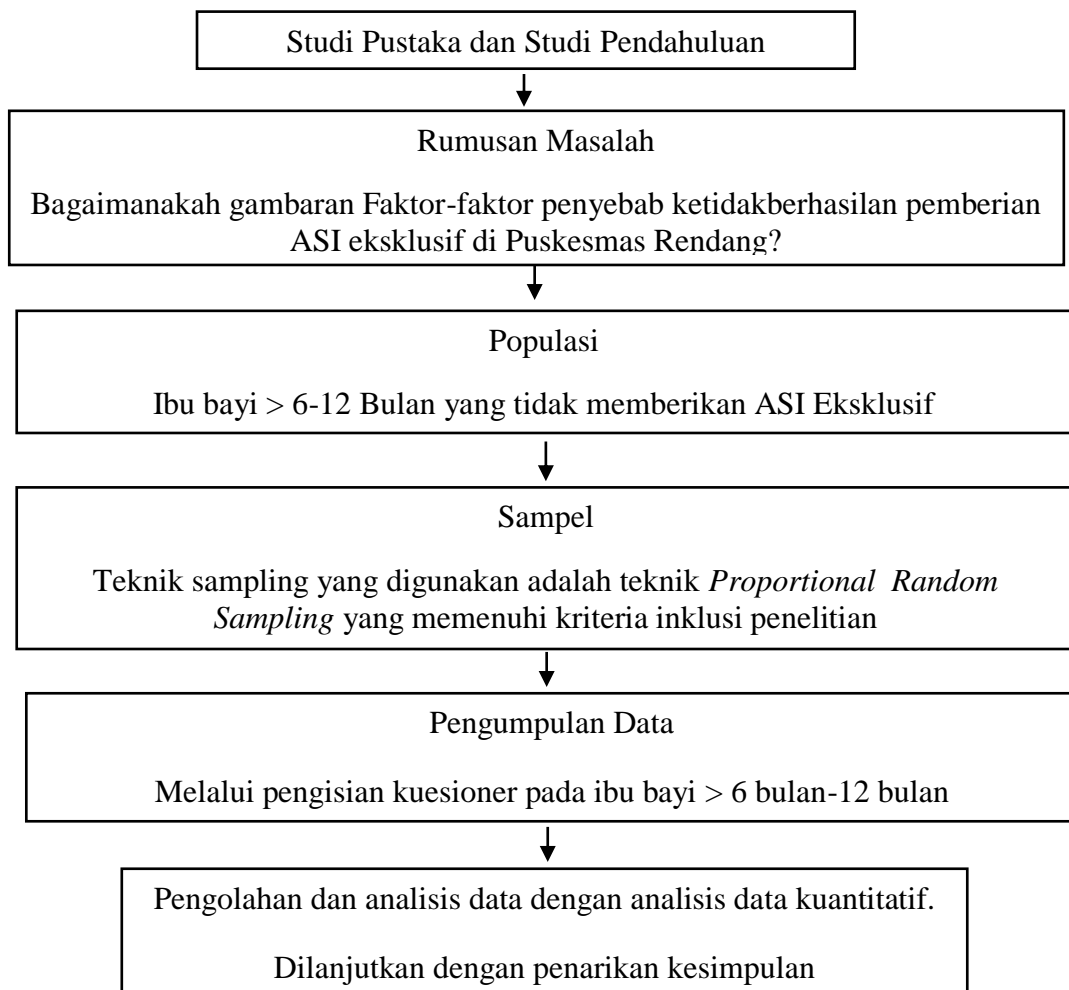 Studi Pustaka dan Studi Pendahuluan
Rumusan Masalah
Bagaimanakah gambaran Faktor-faktor penyebab ketidakberhasilan pemberian
ASI eksklusif di Puskesmas Rendang?
Populasi
Ibu bayi > 6-12 Bulan yang tidak memberikan ASI Eksklusif
Sampel
Teknik sampling yang digunakan adalah teknik Proportional Random
Sampling yang memenuhi kriteria inklusi penelitian
Pengumpulan Data
Melalui pengisian kuesioner pada ibu bayi > 6 bulan-12 bulan
Pengolahan dan analisis data dengan analisis data kuantitatif.
Dilanjutkan dengan penarikan kesimpulan